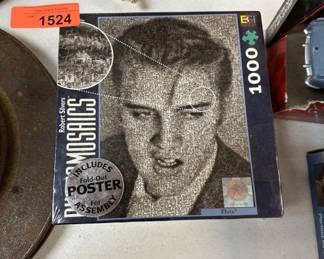 1524
1000
Robert Silvers
PHOTOMOSAICS
INCLUDES
Fold-Out
POSTER
For
ASSEMBLY
Elvis